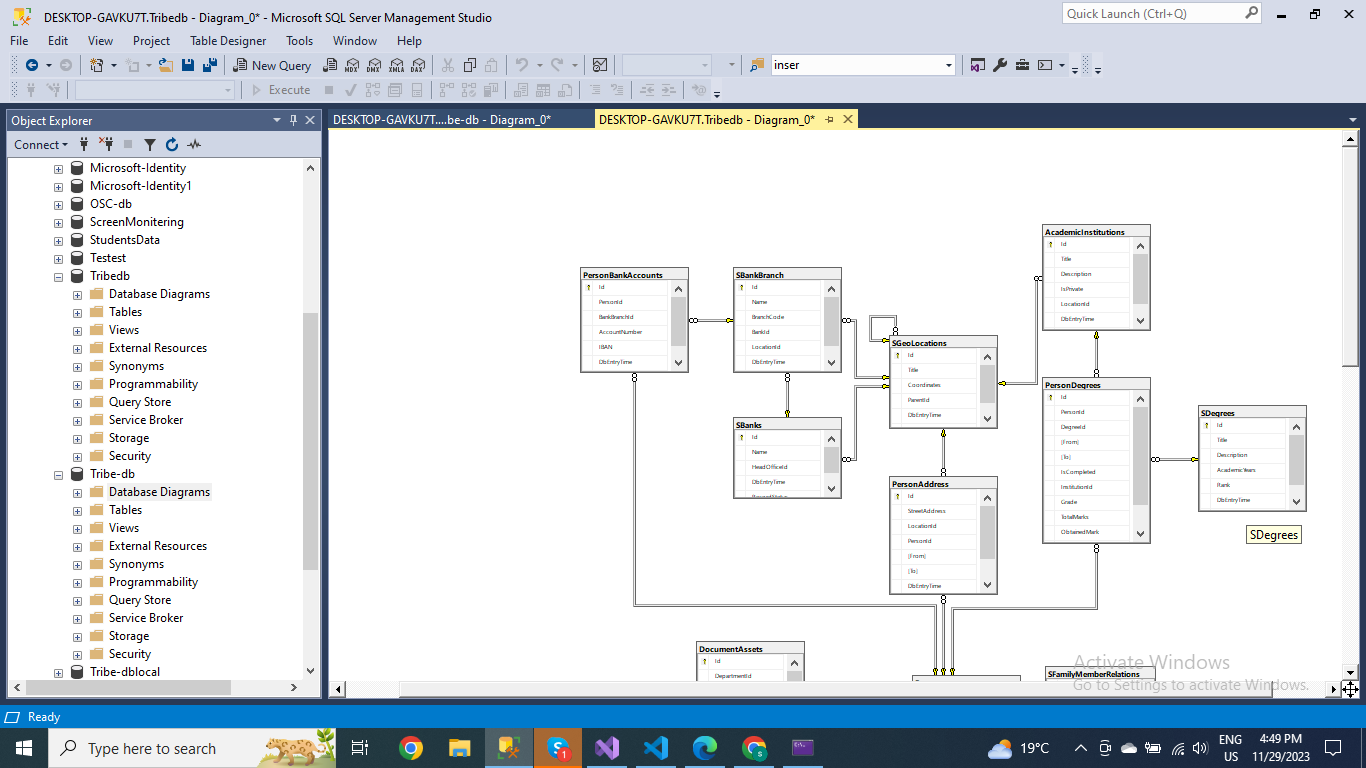 DESKTOP-GAVKU7T.Tribedb - Diagram_0* - Microsoft SQL Server Management Studio
Quick Launch (Ctrl+Q)
File Edit View Project Table Designer Tools Window Help
New Query
MDX DMX XMLA DAX
inser
Execute
Object Explorer
DESKTOP-GAVKU7T....be-db - Diagram_0*
DESKTOP-GAVKU7T.Tribedb - Diagram_0*
Connect
Microsoft-Identity
Microsoft-Identity1
OSC-db
ScreenMonitering
StudentsData
Testest
Tribedb
Database Diagrams
Tables
Views
External Resources
Synonyms
Programmability
Query Store
Service Broker
Storage
Security
Tribe-db
Database Diagrams
Tables
Views
External Resources
Synonyms
Programmability
Query Store
Service Broker
Storage
Security
Tribe-dblocal
PersonBankAccounts
Id
PersonId
BankBranchId
AccountNumber
IBAN
DbEntryTime
SBankBranch
Id
Name
BranchCode
BankId
LocationId
DbEntryTime
SBanks
Id
Name
HeadOfficeId
DbEntryTime
SGeoLocations
Id
Title
Coordinates
ParentId
DbEntryTime
PersonAddress
Id
StreetAddress
LocationId
PersonId
[From]
[To]
DbEntryTime
AcademicInstitutions
Id
Title
Description
IsPrivate
LocationId
DbEntryTime
PersonDegrees
Id
PersonId
DegreeId
[From]
[To]
IsCompleted
InstitutionId
Grade
TotalMarks
ObtainedMark
SDegrees
Id
Title
Description
AcademicYears
Rank
DbEntryTime
SDegrees
DocumentAssets
Id
DepartmentId
SFamilyMemberRelations
Activate Windows
Go to Settings to activate Windows.
Ready
Type here to search
1
19°C
ENG
US
4:49 PM
11/29/2023